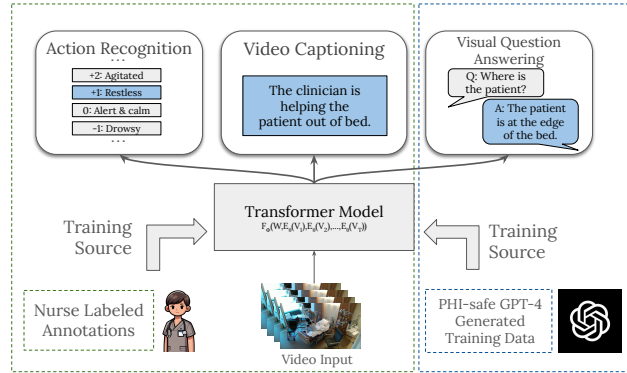 Action Recognition
. . .
+2: Agitated
+1: Restless
0: Alert & calm
-1: Drowsy
. . .
Video Captioning
The clinician is
helping the
patient out of bed.
Visual Question
Answering
Q: Where is
the patient?
A: The patient
is at the edge
of the bed.
Training
Source
Transformer Model
Training
Source
Nurse Labeled
Annotations
Video Input
PHI-safe GPT-4
Generated
Training Data